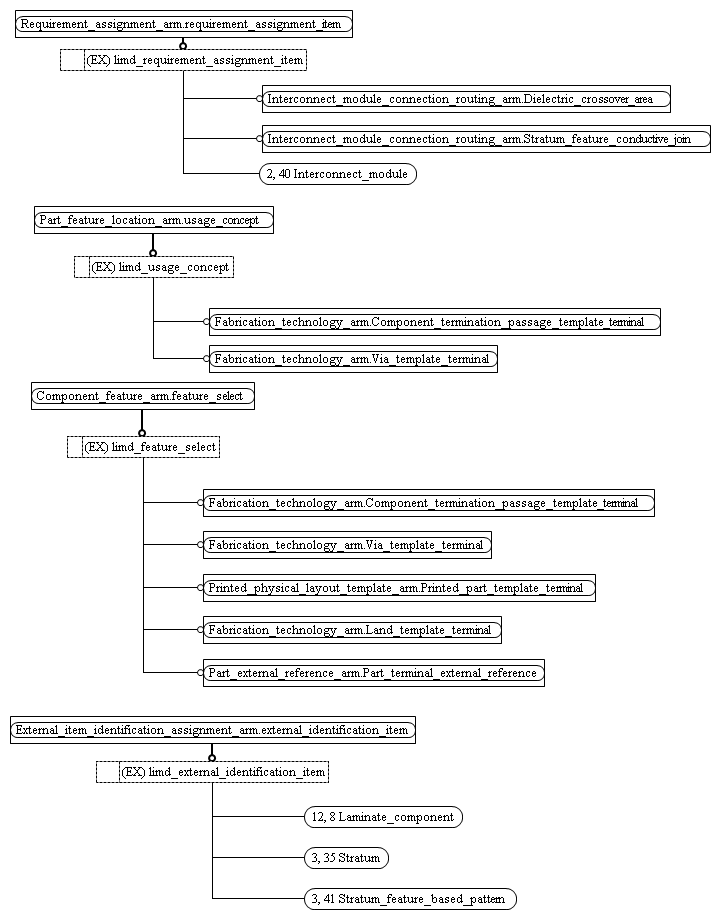 Requirement_assignment_arm.requirement_assignment_item
(EX) limd_requirement_assignment_item
Interconnect_module_connection_routing_arm.Dielectric_crossover_area
Interconnect_module_connection_routing_arm.Stratum_feature_conductive_join
2, 40 Interconnect_module
Part_feature_location_arm.usage_concept
(EX) limd_usage_concept
Fabrication_technology_arm.Component_termination_passage_template_terminal
Fabrication_technology_arm.Via_template_terminal
Component_feature_arm.feature_select
(EX) limd_feature_select
Fabrication_technology_arm.Component_termination_passage_template_terminal
Fabrication_technology_arm.Via_template_terminal
Printed_physical_layout_template_arm.Printed_part_template_terminal
Fabrication_technology_arm.Land_template_terminal
Part_external_reference_arm.Part_terminal_external_reference
External_item_identification_assignment_arm.external_identification_item
(EX) limd_external_identification_item
12, 8 Laminate_component
3, 35 Stratum
3, 41 Stratum_feature_based_pattern